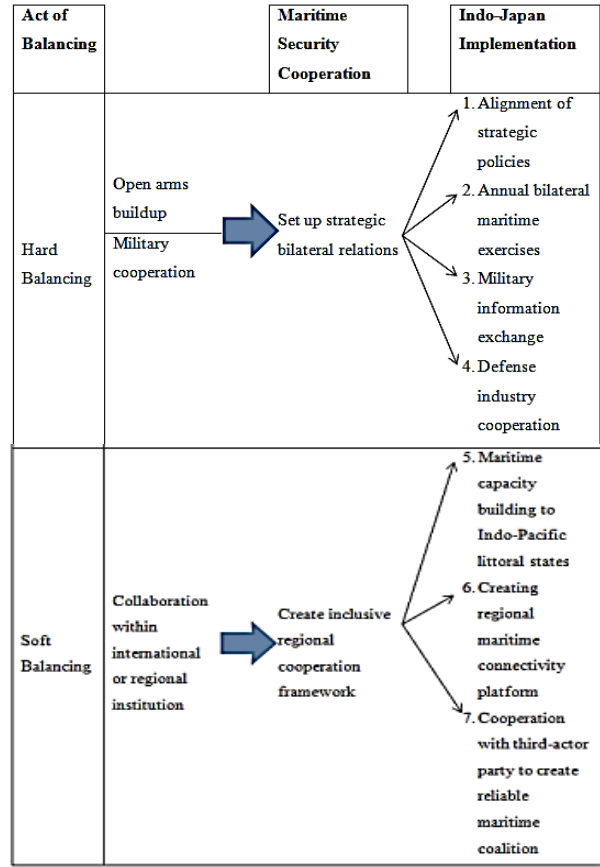 Act of
Balancing
Maritime
Security
Cooperation
Indo-Japan
Implementation
Hard
Balancing
Open arms
buildup
Military
cooperation
Set up strategic
bilateral relations
1. Alignment of
strategic
policies
2. Annual bilateral
maritime
exercises
3. Military
information
exchange
4. Defense
industry
cooperation
Soft
Balancing
Collaboration
within
international
or regional
institution
Create inclusive
regional
cooperation
framework
5. Maritime
capacity
building to
Indo-Pacific
littoral states
6. Creating
regional
maritime
connectivity
platform
7. Cooperation
with third-actor
party to create
reliable
maritime
coalition